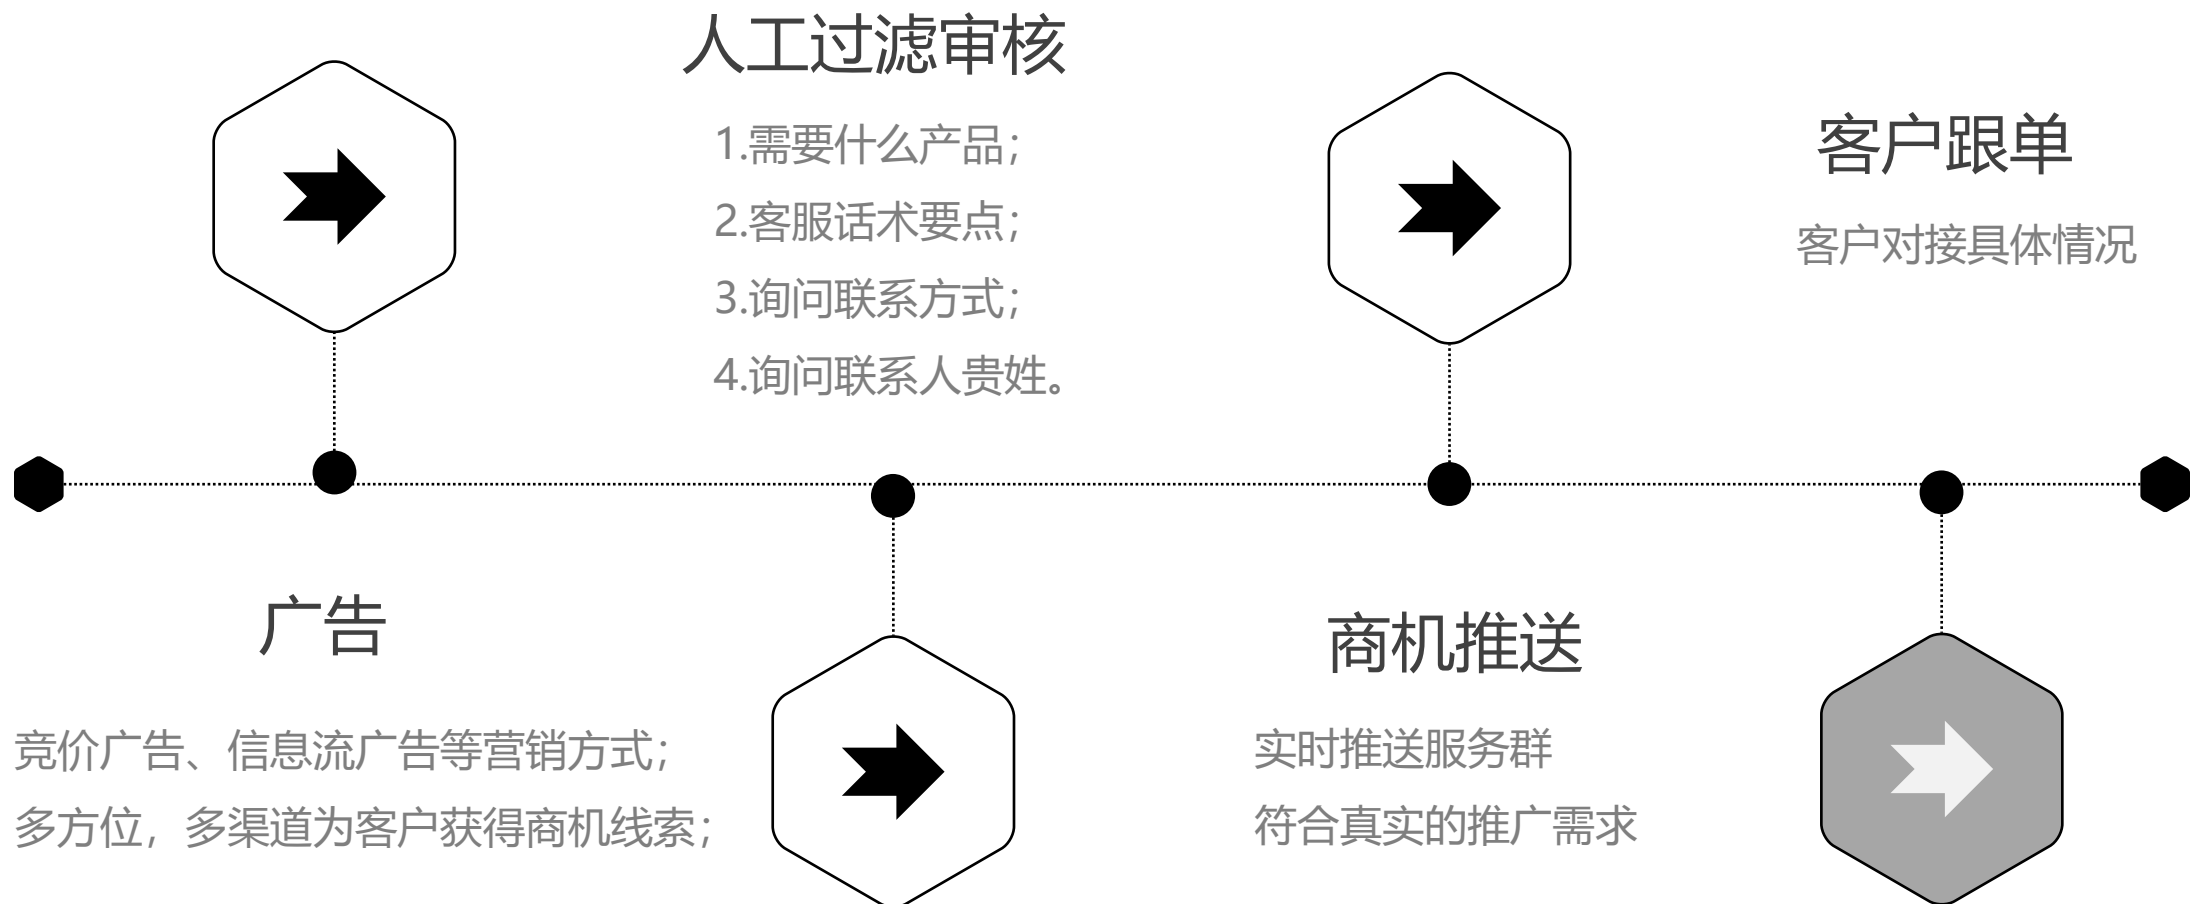 人工过滤审核
1.需要什么产品；
2.客服话术要点；
3.询问联系方式；
4.询问联系人贵姓。
客户跟单
客户对接具体情况
广告
竞价广告、信息流广告等营销方式；
多方位，多渠道为客户获得商机线索；
商机推送
实时推送服务群
符合真实的推广需求